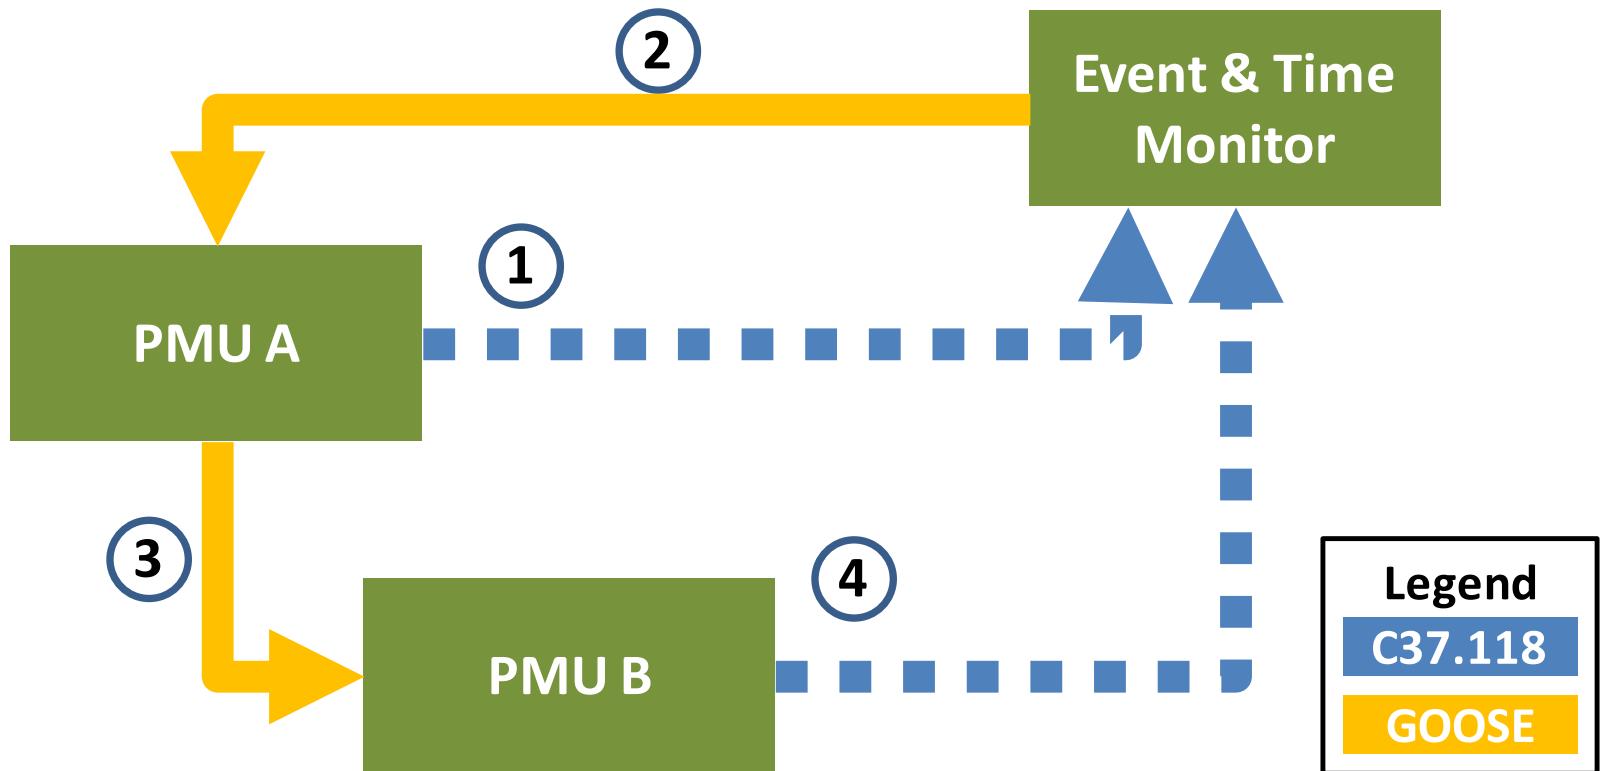 2
Event & Time
Monitor
1
PMU A
3
4
PMU B
Legend
C37.118
GOOSE